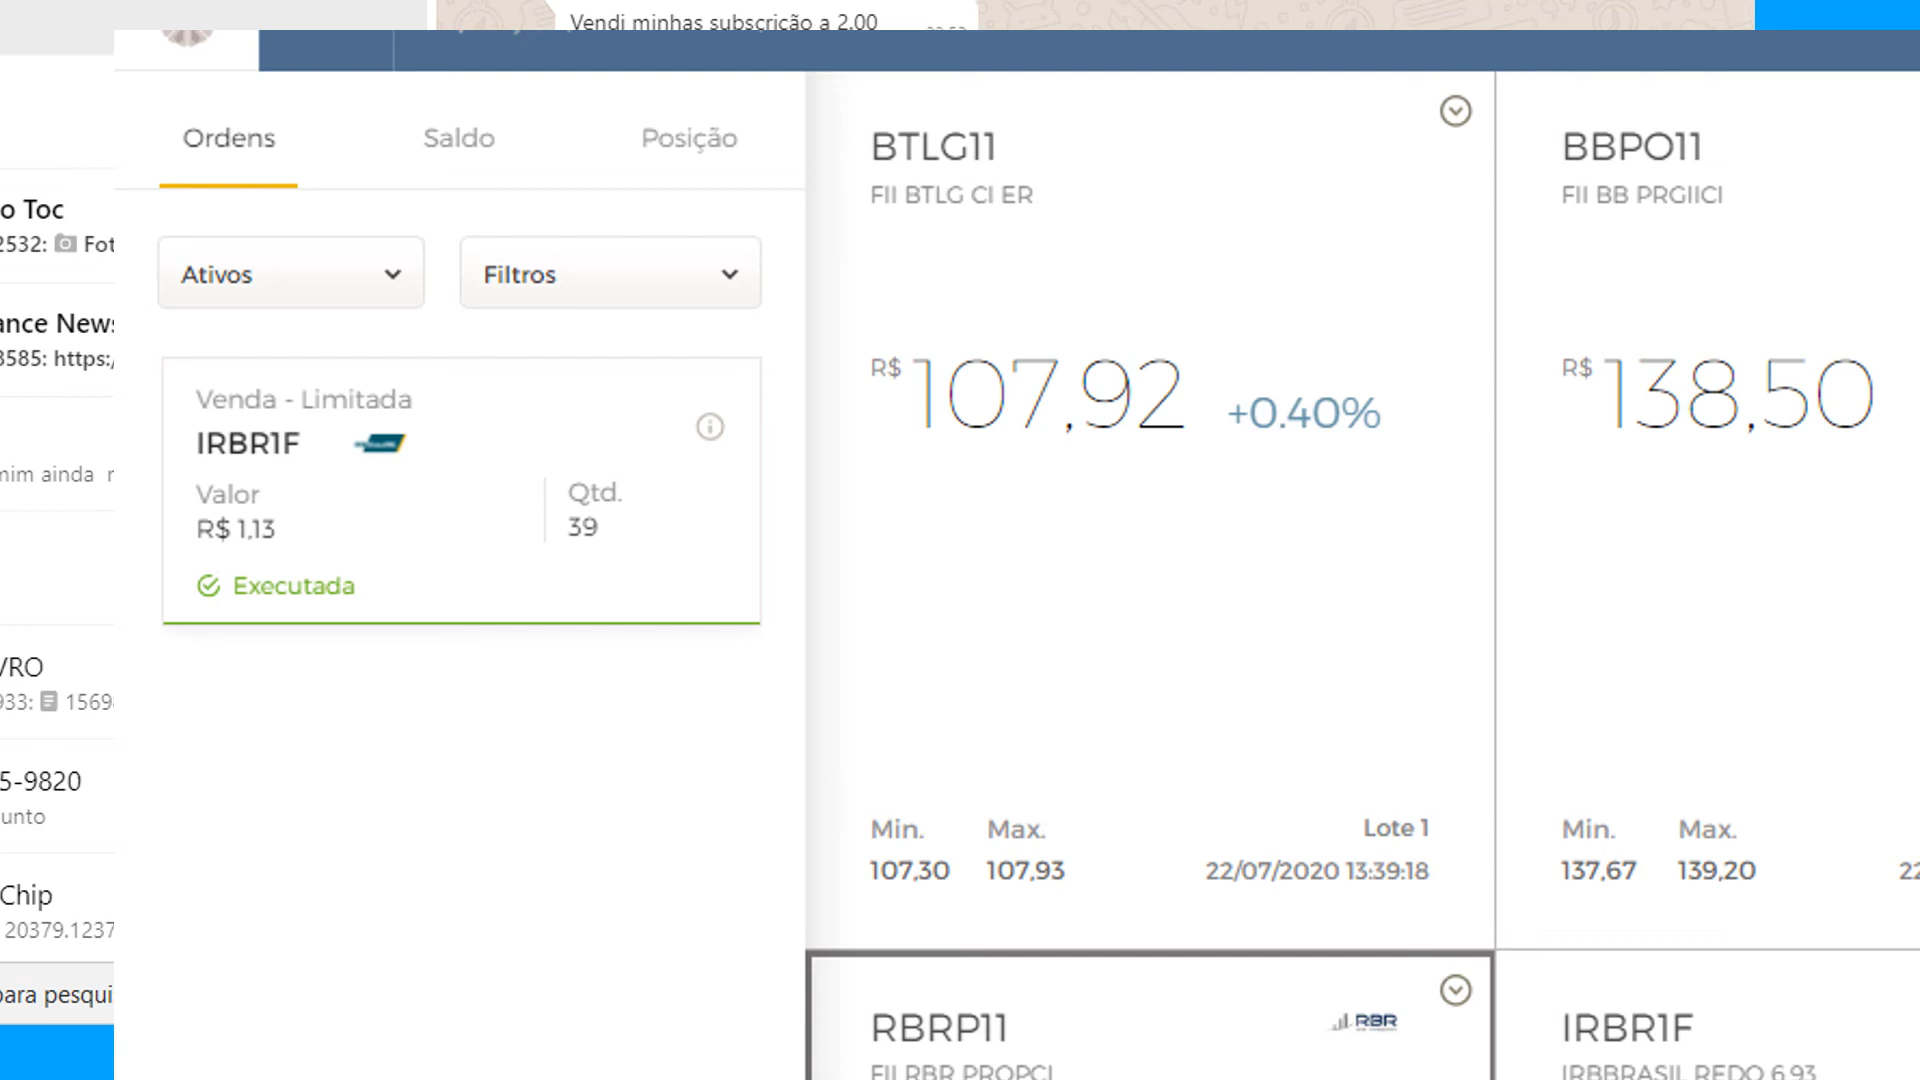 Vendi minhas subscrição a 2.00
o Toc
2532: Fot
ance News
3585: https:/
mim ainda
/RO
933: 1569
5-9820
unto
Chip
20379.1237
para pesqui
Ordens
Saldo
Posição
Ativos
Filtros
Venda - Limitada
IRBR1F
Valor
R$ 1,13
Qtd.
39
Executada
BTLG11
FII BTLG CI ER
R$ 107,92 +0.40%
Min.
107,30
Max.
107,93
Lote 1
22/07/2020 13:39:18
BBPO11
FII BB PRGIICI
R$ 138,50
Min.
137,67
Max.
139,20
22
RBRP11
RBR
FII RBR PROPCI
IRBR1F
IRBBRASIL REDO 6,93